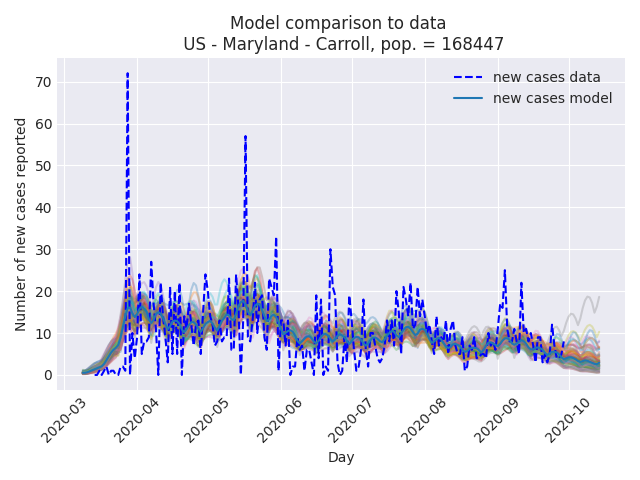 Model comparison to data
US - Maryland - Carroll, pop. = 168447
new cases data
new cases model
Number of new cases reported
70
60
50
40
30
20
10
0
2020-03
2020-04
2020-05
2020-06
2020-07
2020-08
2020-09
2020-10
Day